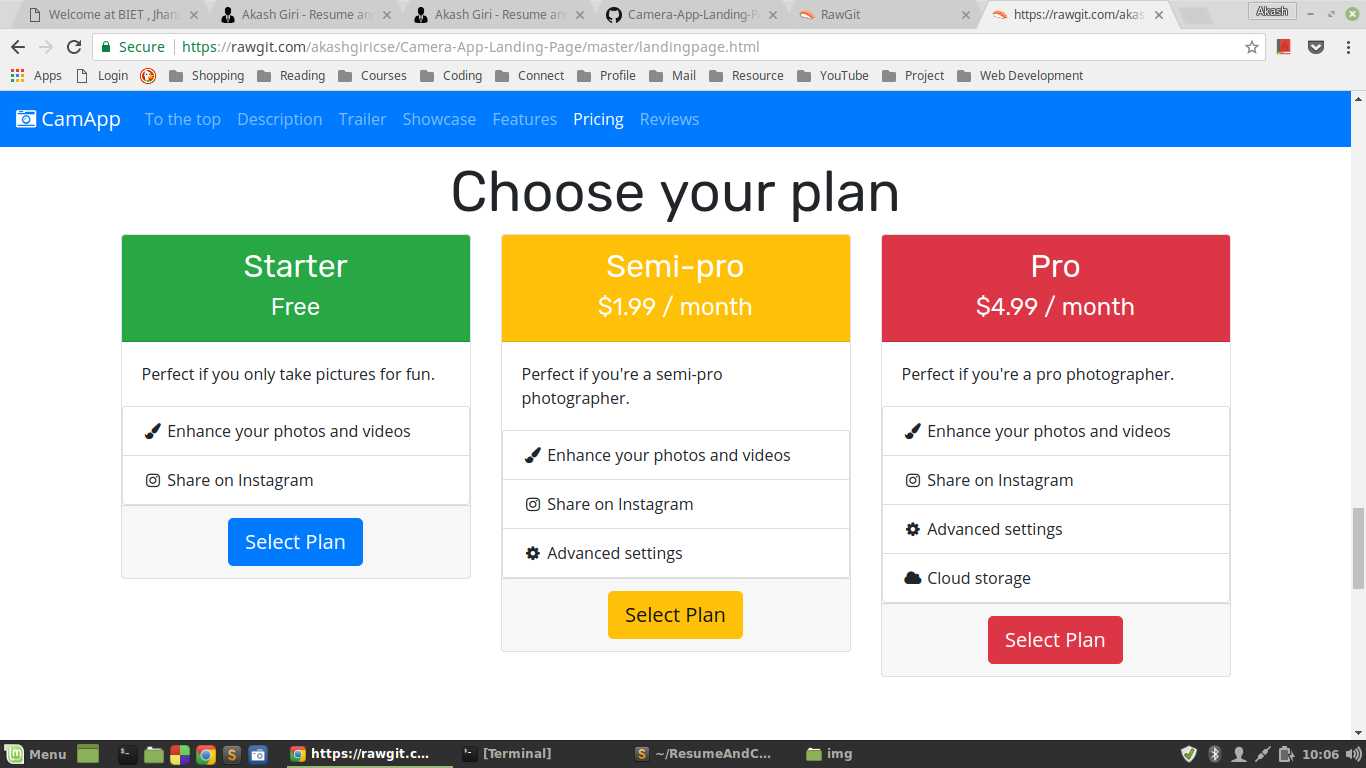 Welcome at BIET , Jhan
Akash Giri - Resume an
Akash Giri - Resume an
Camera-App-Landing-P
RawGit
https://rawgit.com/akas
Akash
Secure
https://rawgit.com/akashgiricse/Camera-App-Landing-Page/master/landingpage.html
Apps
Login
Shopping
Reading
Courses
Coding
Connect
Profile
Mail
Resource
YouTube
Project
Web Development
CamApp
To the top
Description
Trailer
Showcase
Features
Pricing
Reviews
Choose your plan
Starter
Free
Perfect if you only take pictures for fun.
Enhance your photos and videos
Share on Instagram
Select Plan
Semi-pro
$1.99 / month
Perfect if you're a semi-pro
photographer.
Enhance your photos and videos
Share on Instagram
Advanced settings
Select Plan
Pro
$4.99 / month
Perfect if you're a pro photographer.
Enhance your photos and videos
Share on Instagram
Advanced settings
Cloud storage
Select Plan
Menu
https://rawgit.c...
[Terminal]
~/ResumeAndC...
img
10:06